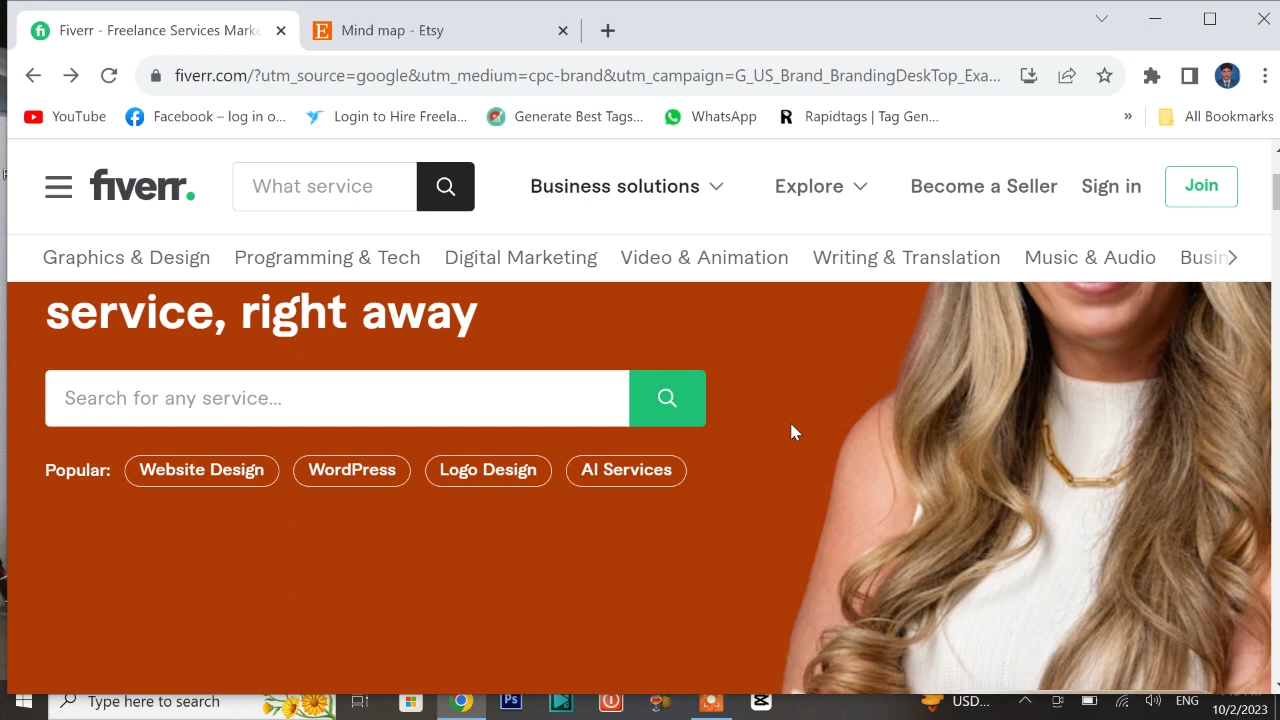 Fiverr - Freelance Services Marke
Mind map - Etsy
fiverr.com/?utm_source=google&utm_medium=cpc-brand&utm_campaign=G_US_Brand_BrandingDeskTop_Exa...
YouTube Facebook – log in o... Login to Hire Freela... Generate Best Tags... WhatsApp Rapidtags | Tag Gen... » All Bookmarks
fiverr. What service Business solutions Explore Become a Seller Sign in Join
Graphics & Design Programming & Tech Digital Marketing Video & Animation Writing & Translation Music & Audio Busin
service, right away
Search for any service...
Popular: Website Design WordPress Logo Design AI Services
Type here to search USD... ENG
10/2/2023